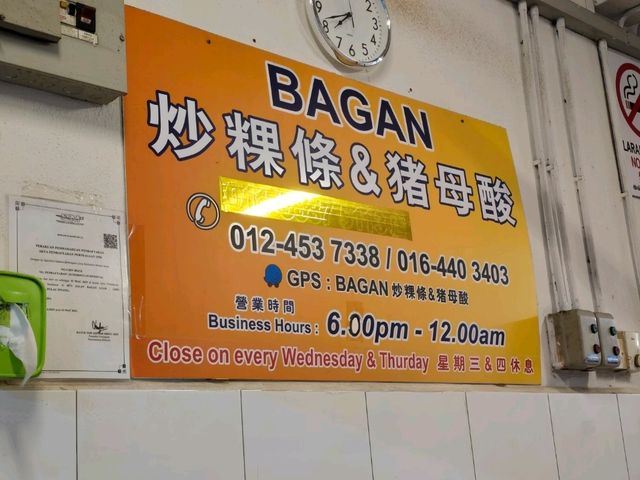 BAGAN
炒粿條&猪母酸
012-453 7338 / 016-440 3403
GPS : BAGAN 炒粿條&猪母酸
營業時間
Business Hours : 6.00pm - 12.00am
Close on every Wednesday & Thurday 星期三&四休息
LARA
NO